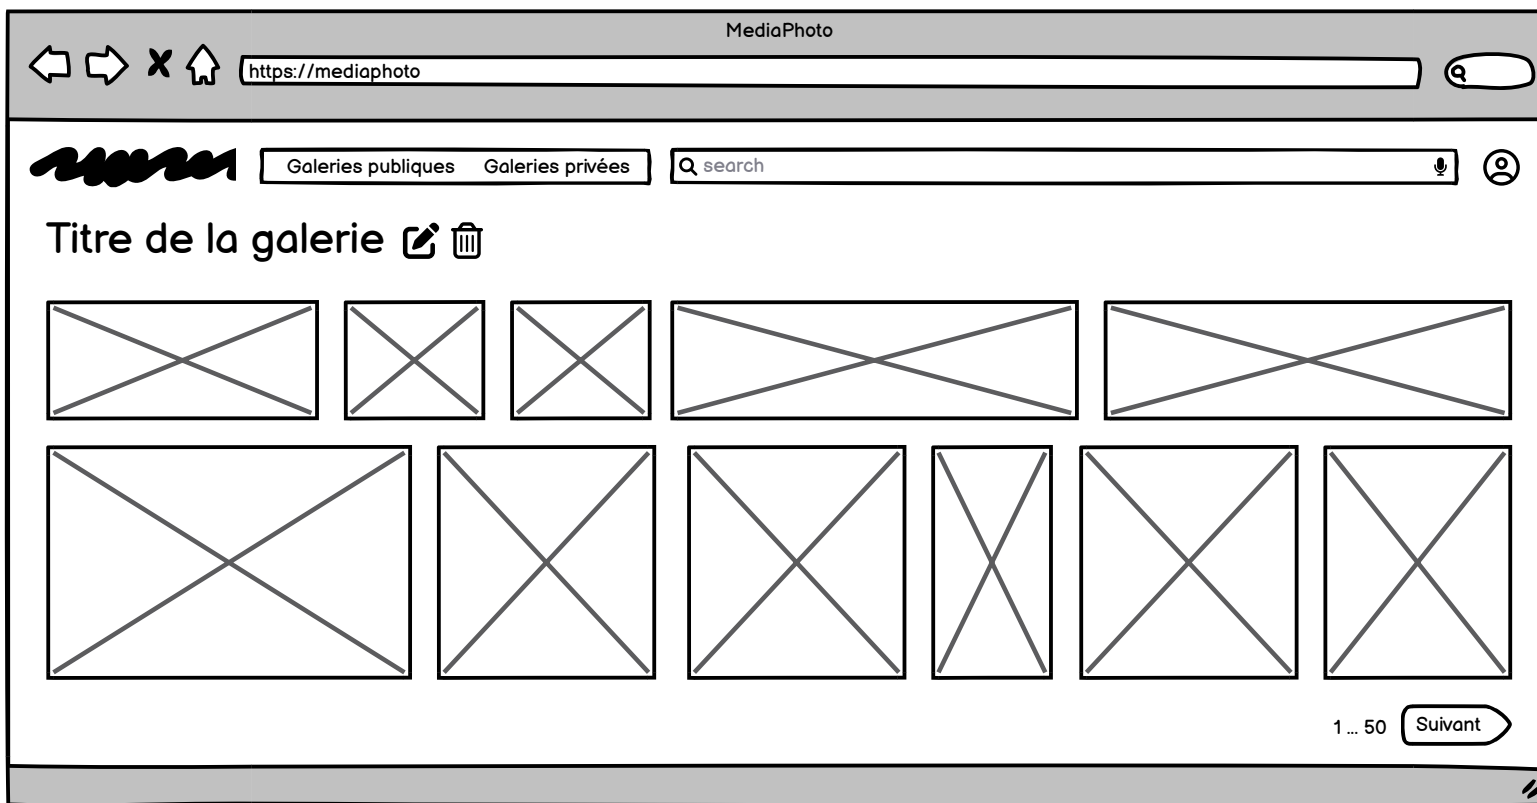 MediaPhoto
https://mediaphoto
Galeries publiques Galeries privées search
Titre de la galerie
1 ... 50 Suivant